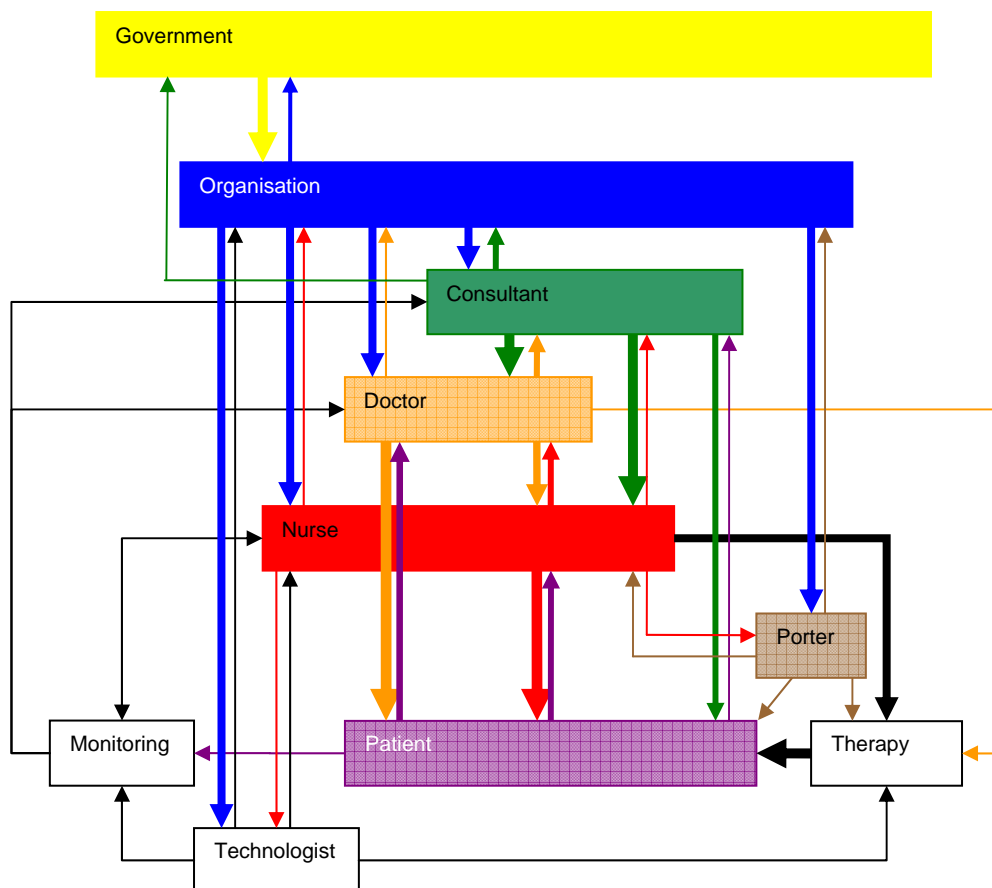 Government
Organisation
Consultant
Doctor
Nurse
Porter
Monitoring
Patient
Therapy
Technologist